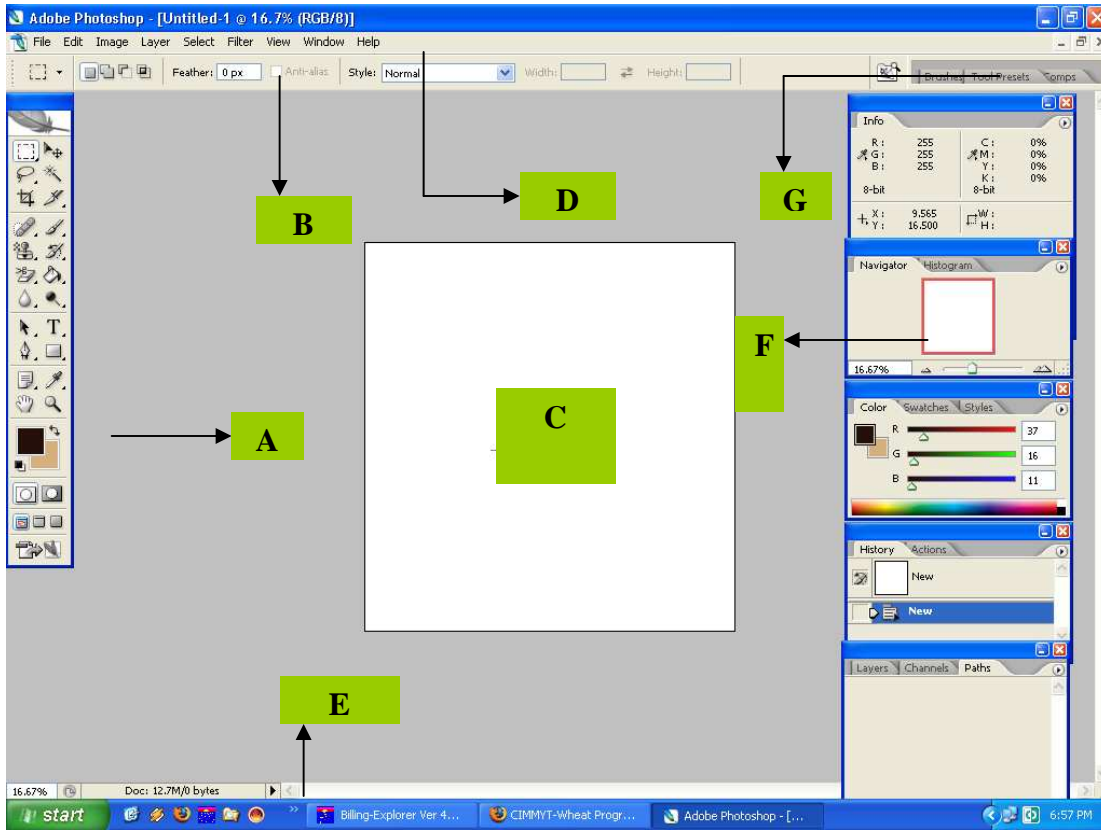 Adobe Photoshop - [Untitled-1 @ 16.7% (RGB/8)]
File Edit Image Layer Select Filter View Window Help
Feather: 0 px Anti-alias Style: Normal Width: Height: Brushes Tool Presets Comps
Info
R: 255 C: 0%
G: 255 M: 0%
B: 255 Y: 0%
K: 0%
8-bit 8-bit
X: 9.565 W:
Y: 16.500 H:
B
D
G
Navigator Histogram
F
16.67%
Color Swatches Styles
R 37
G 16
B 11
T
A
C
History Actions
New
New
Layers Channels Paths
E
16.67% Doc: 12.7M/0 bytes
start Billing-Explorer Ver 4... CIMMYT-Wheat Progr... Adobe Photoshop - [... 6:57 PM